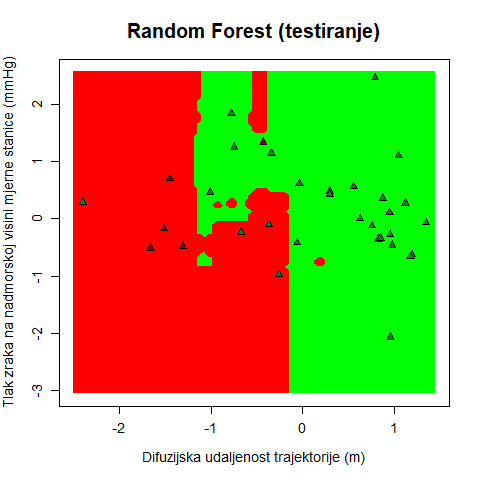 Random Forest (testiranje)
Tlak zraka na nadmorskoj visini mjerne stanice (mmHg)
2
1
0
-1
-2
-3
-2 -1 0 1
Difuzijska udaljenost trajektorije (m)